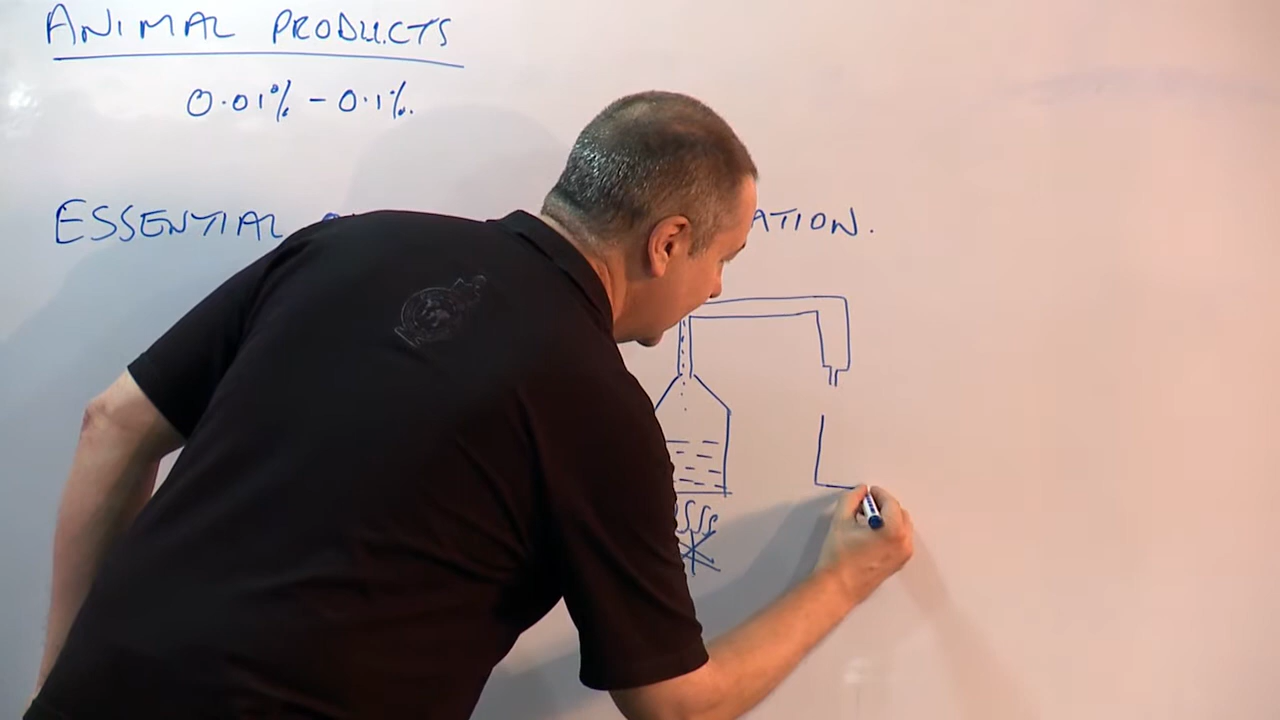 ANIMAL PRODUCTS
0.01% - 0.1%.
ESSENTIAL
ATION.